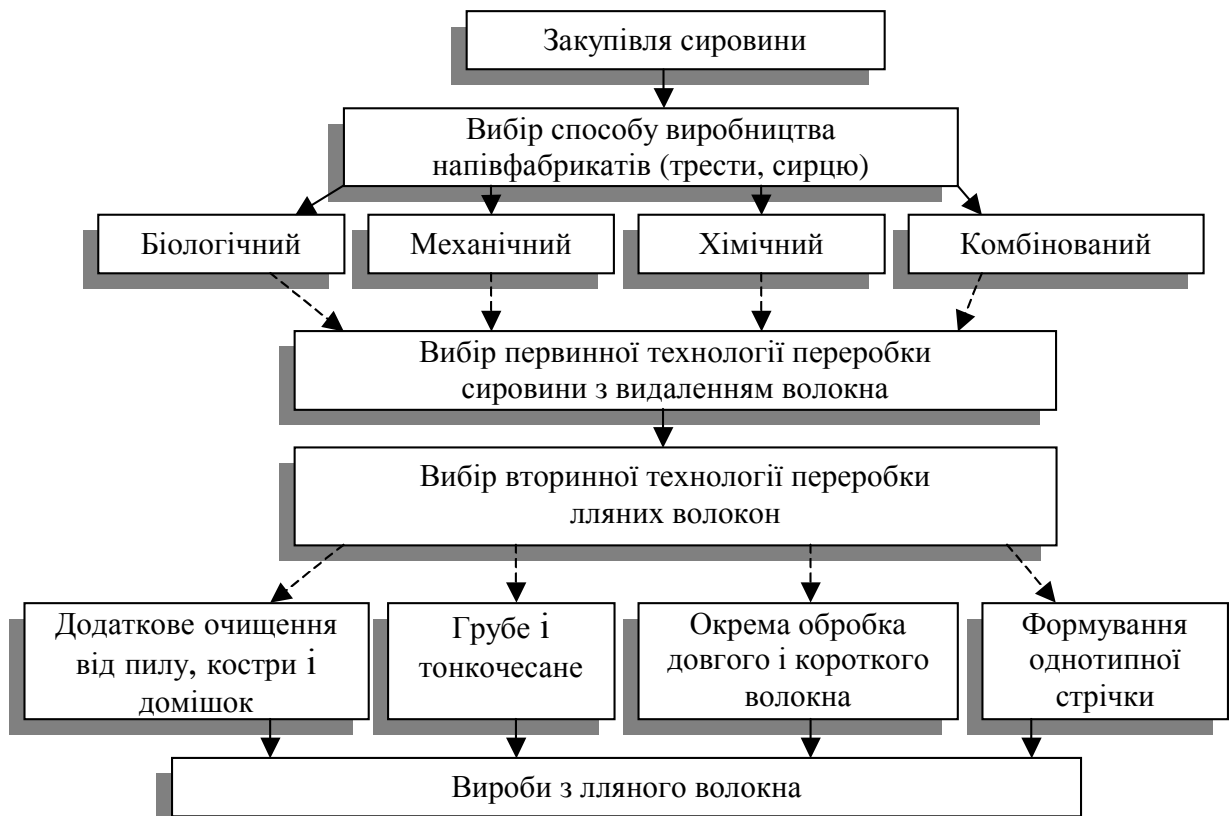 Закупівля сировини
Вибір способу виробництва
напівфабрикатів (трести, сирцю)
Біологічний
Механічний
Хімічний
Комбінований
Вибір первинної технології переробки
сировини з видаленням волокна
Вибір вторинної технології переробки
лляних волокон
Додаткове очищення
від пилу, костри і
домішок
Грубе і
тонкочесане
Окрема обробка
довгого і короткого
волокна
Формування
однотипної
стрічки
Вироби з лляного волокна